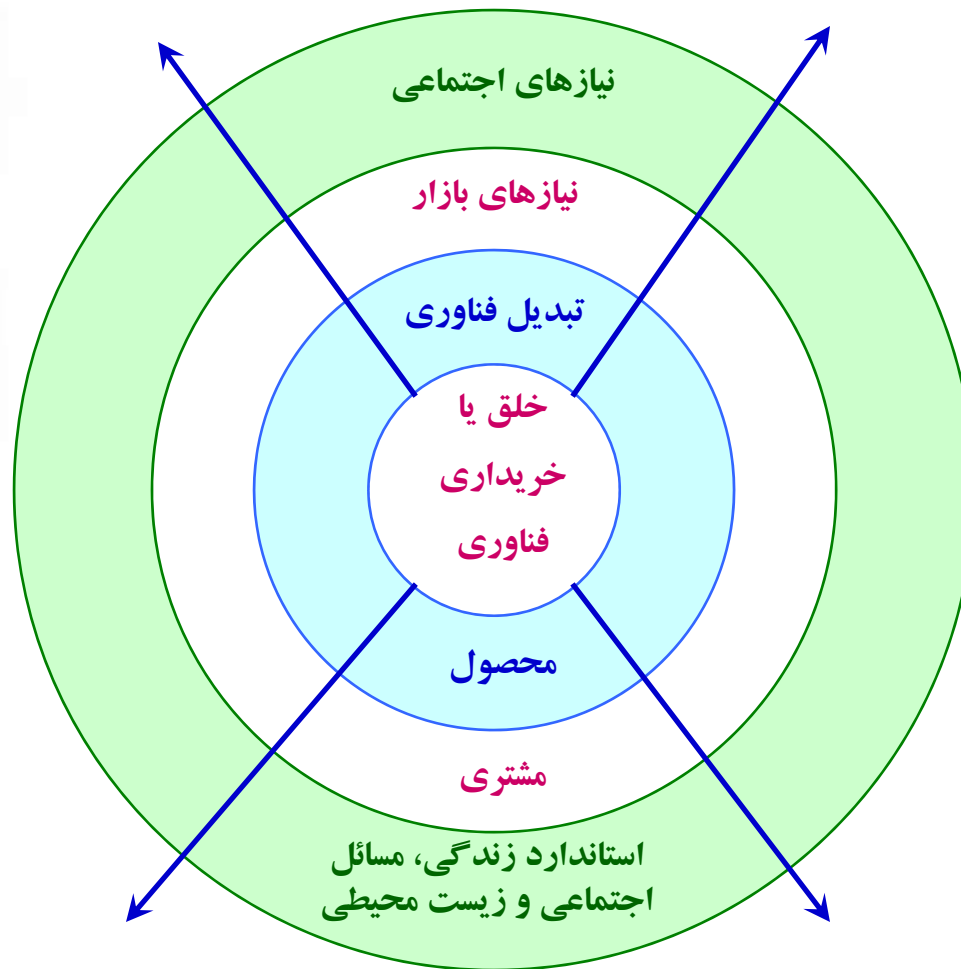 نیازهای اجتماعی
نیازهای بازار
تبدیل فناوری
خلق یا
خریداری
فناوری
محصول
مشتری
استاندارد زندگی، مسائل
اجتماعی و زیست محیطی